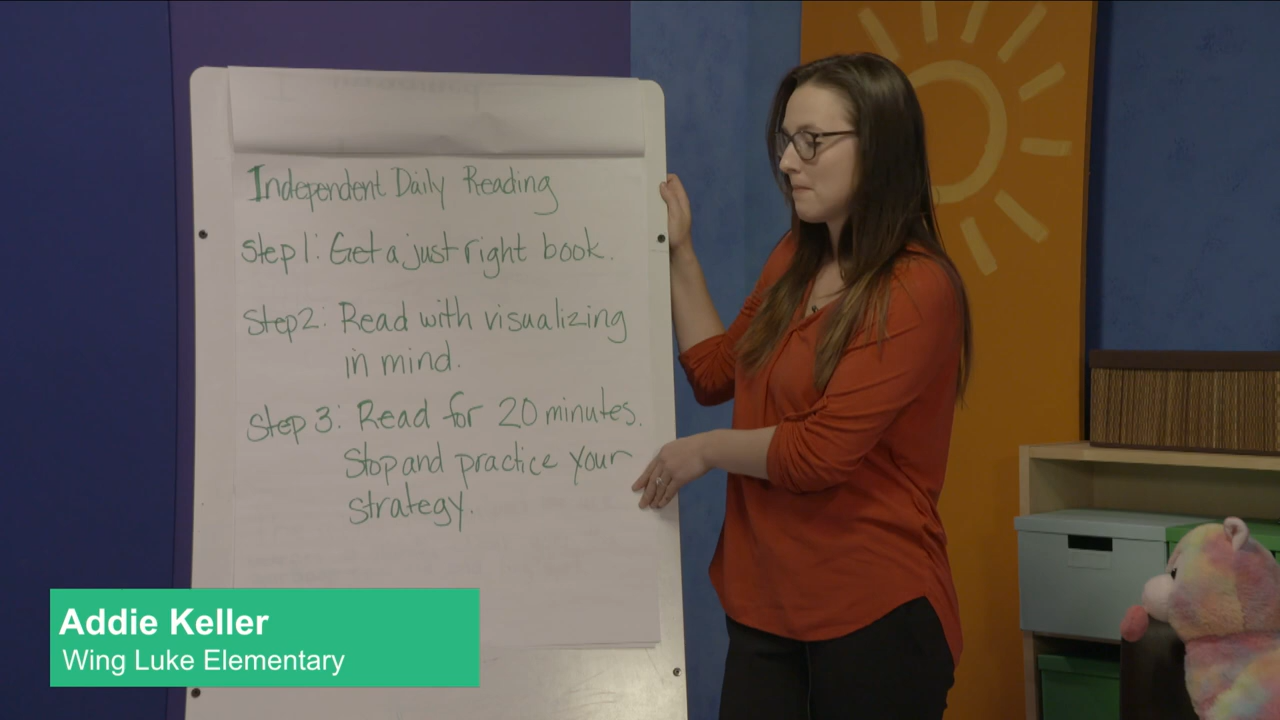 Independent Daily Reading
Step 1: Get a just right book.
Step 2: Read with visualizing
in mind.
Step 3: Read for 20 minutes.
Stop and practice your
strategy.
Addie Keller
Wing Luke Elementary